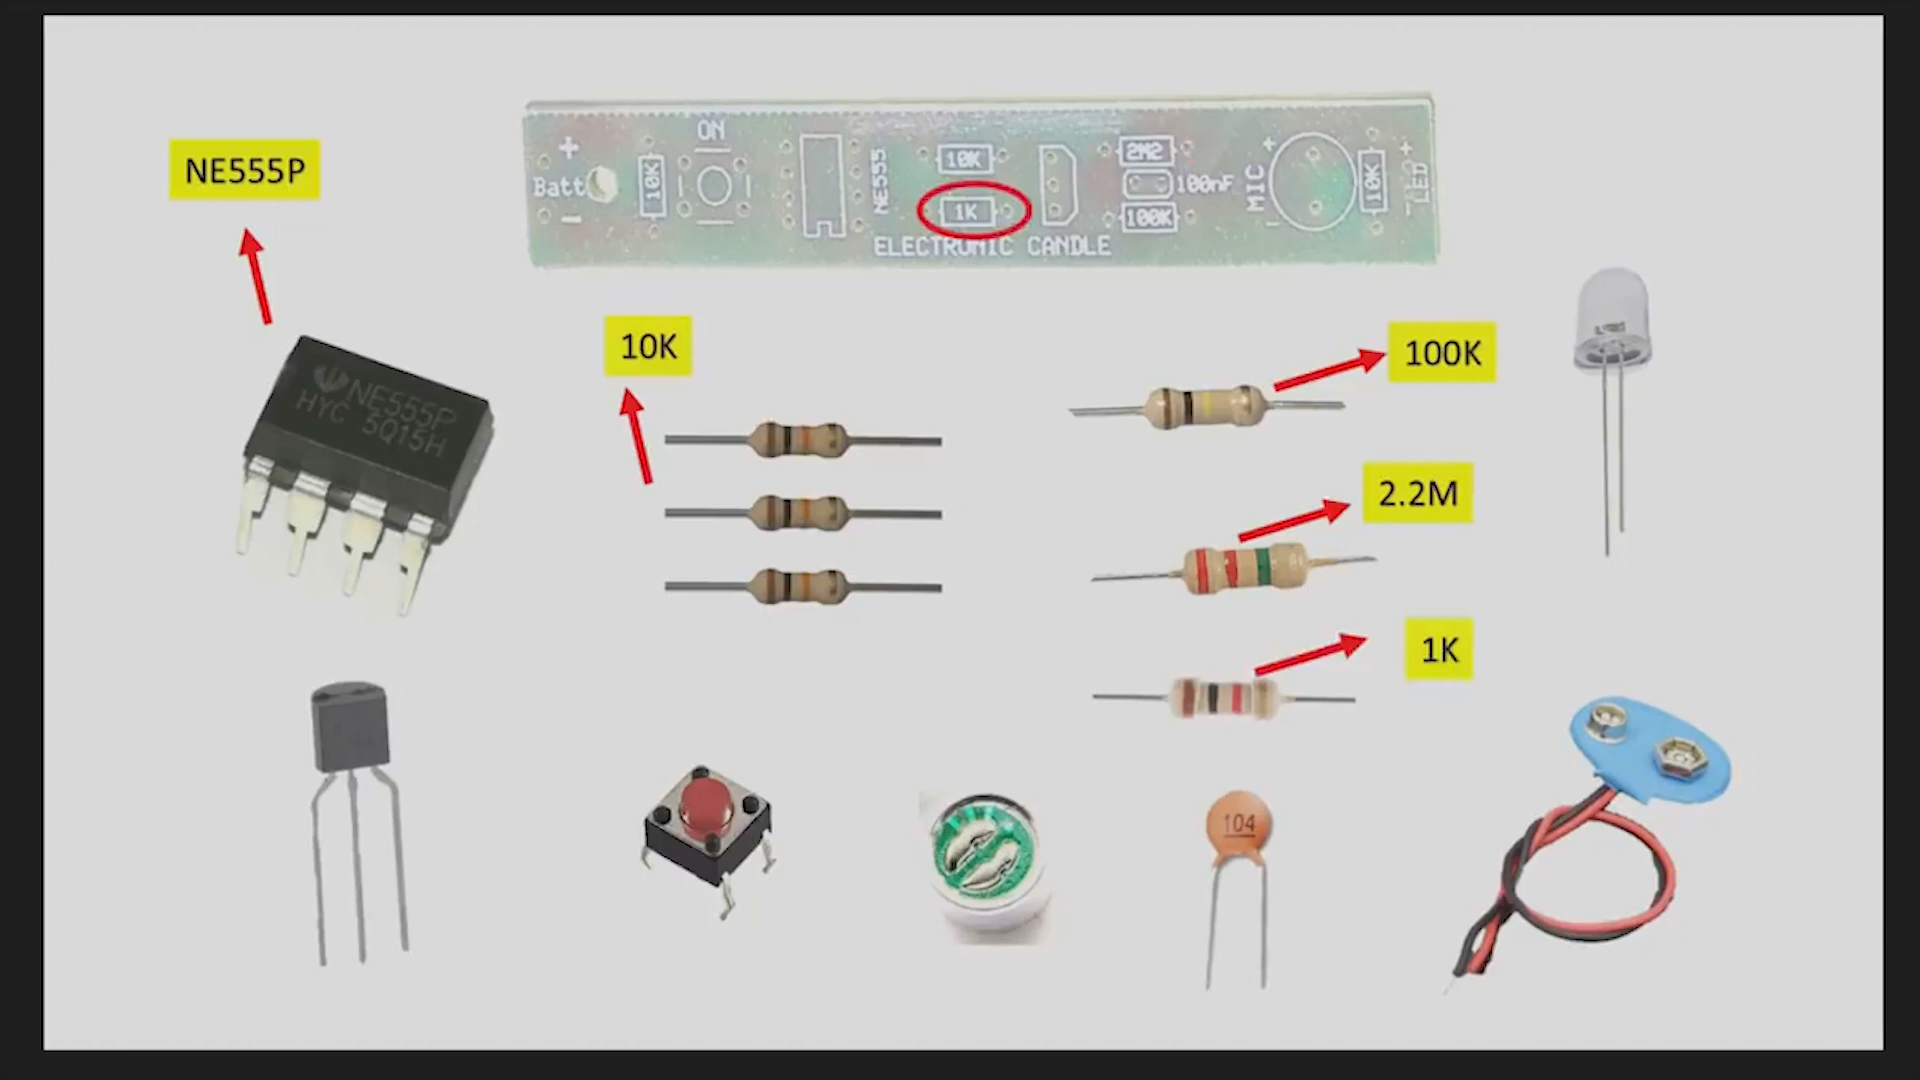 NE555P
+
Batt
−
10K
ON
NE555
10K
1K
ELECTRONIC CANDLE
2M2
100nF
100K
MIC
+
-
10K
+
LED
NE555P
HYC 5Q15H
10K
100K
2.2M
1K
104